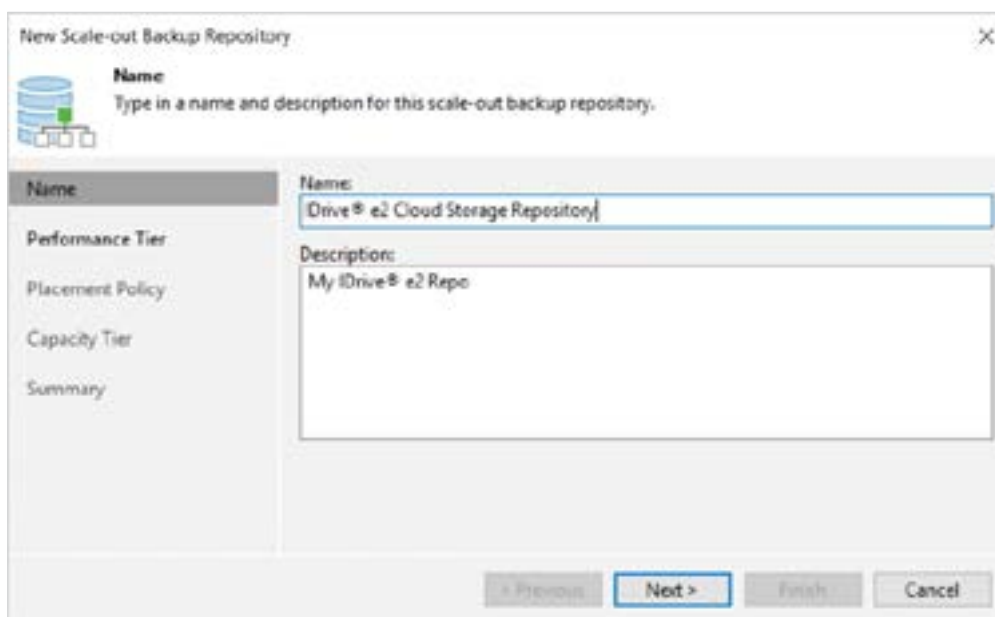 New Scale-out Backup Repository
Name
Type in a name and description for this scale-out backup repository.
Name
Performance Tier
Placement Policy
Capacity Tier
Summary
Name:
IDrive® e2 Cloud Storage Repository
Description:
My IDrive® e2 Repo
< Previous
Next >
Finish
Cancel